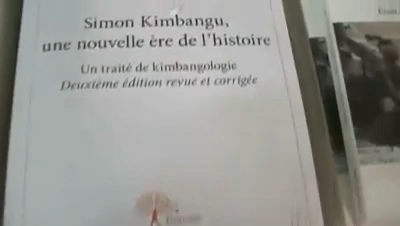 Simon Kimbangu,
une nouvelle ère de l'histoire
Un traité de kimbangologie
Deuxième édition revue et corrigée